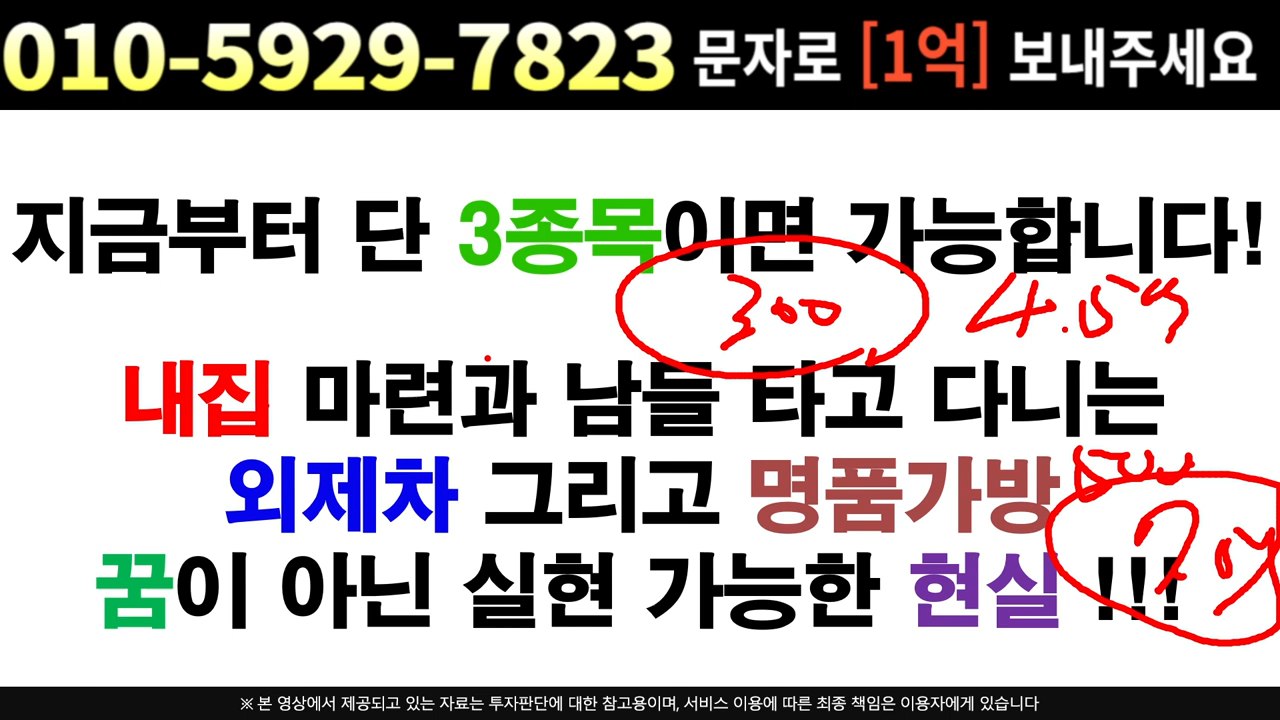 010-5929-7823 문자로 [1억] 보내주세요
지금부터 단 3종목이면 가능합니다!
300 4.5억
내집 마련과 남들 타고 다니는
외제차 그리고 명품가방
꿈이 아닌 실현 가능한 현실 !!!
※ 본 영상에서 제공되고 있는 자료는 투자판단에 대한 참고용이며, 서비스 이용에 따른 최종 책임은 이용자에게 있습니다